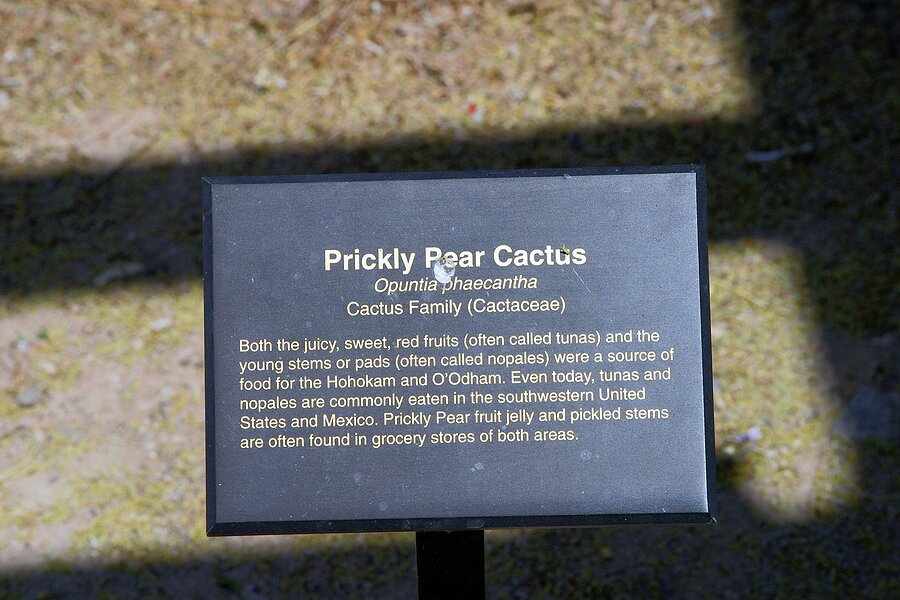 Prickly Pear Cactus
Opuntia phaecantha
Cactus Family (Cactaceae)
Both the juicy, sweet, red fruits (often called tunas) and the
young stems or pads (often called nopales) were a source of
food for the Hohokam and O'Odham. Even today, tunas and
nopales are commonly eaten in the southwestern United
States and Mexico. Prickly Pear fruit jelly and pickled stems
are often found in grocery stores of both areas.